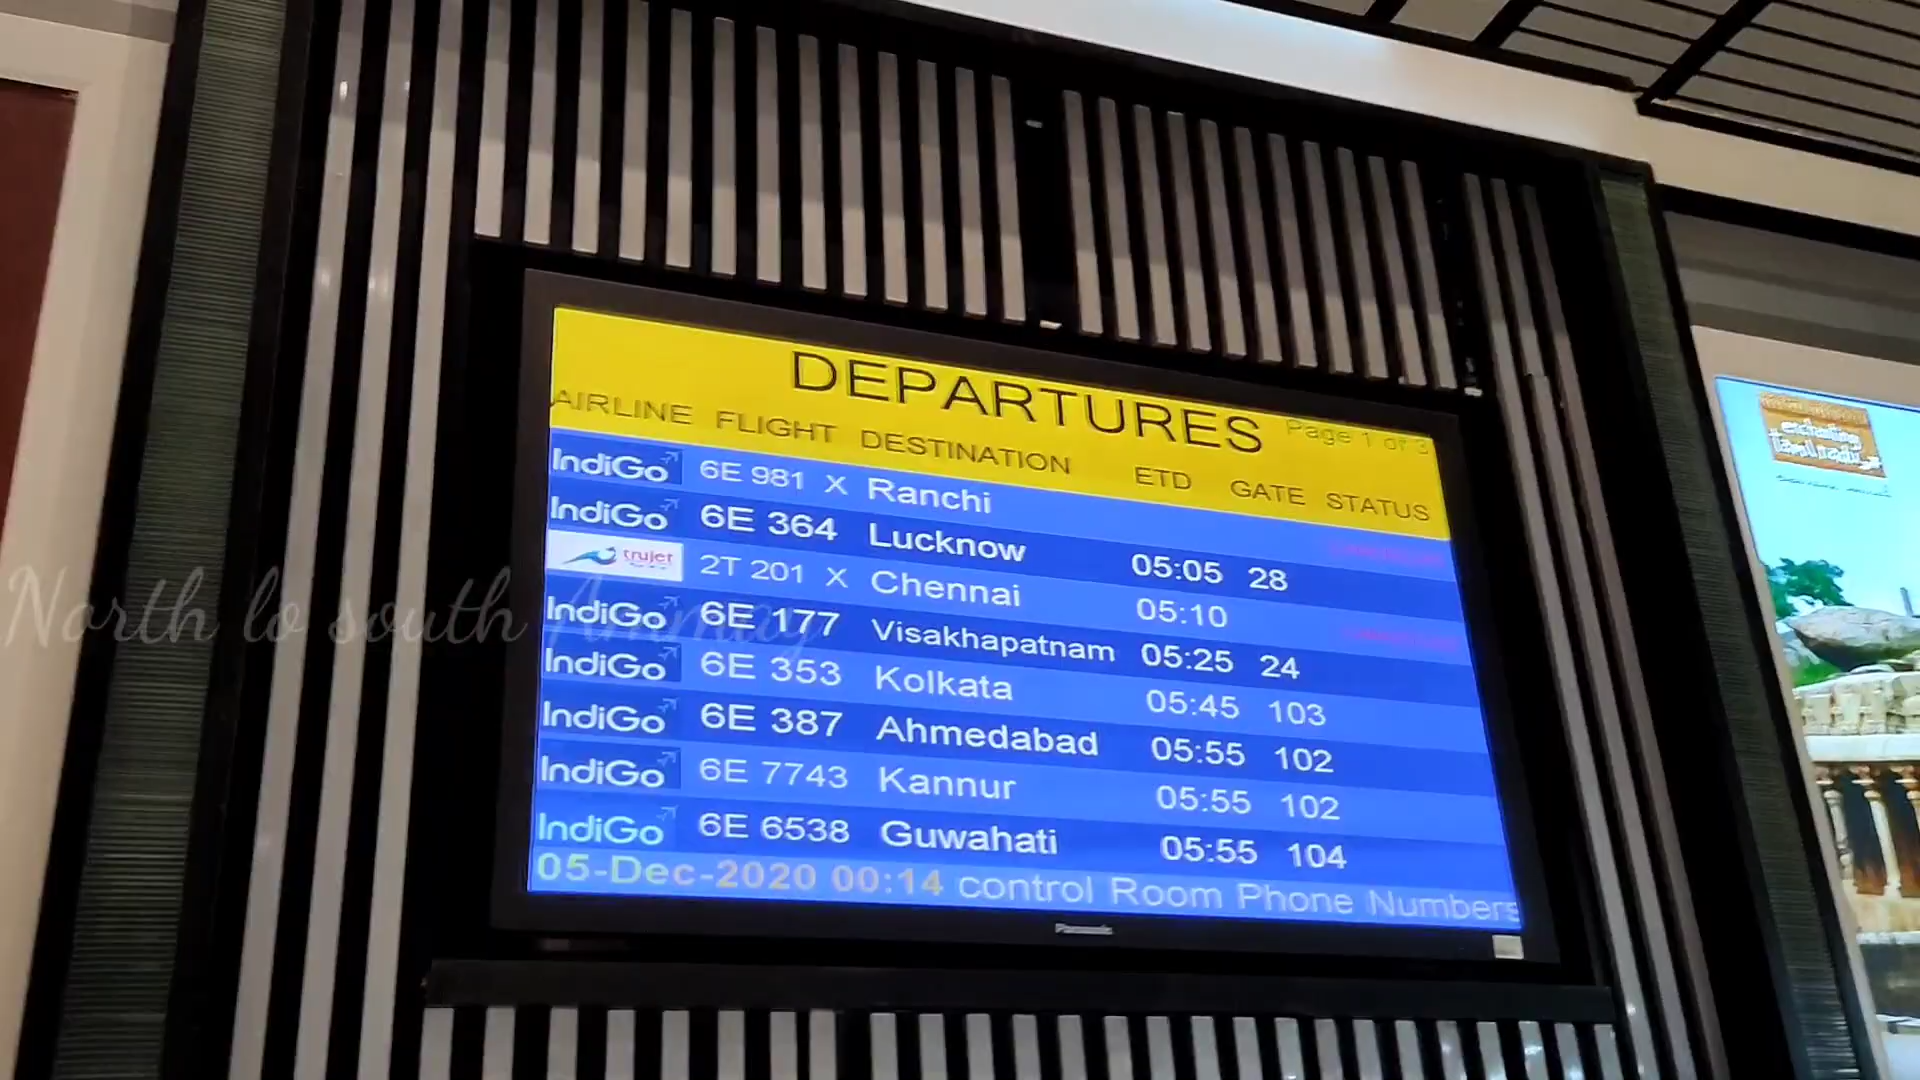 DEPARTURES Page 1 of 3
AIRLINE FLIGHT DESTINATION ETD GATE STATUS
IndiGo 6E 981 X Ranchi
IndiGo 6E 364 Lucknow 05:05 28
trujet 2T 201 X Chennai 05:10
IndiGo 6E 177 Visakhapatnam 05:25 24
IndiGo 6E 353 Kolkata 05:45 103
IndiGo 6E 387 Ahmedabad 05:55 102
IndiGo 6E 7743 Kannur 05:55 102
IndiGo 6E 6538 Guwahati 05:55 104
05-Dec-2020 00:14 control Room Phone Numbers
Panasonic
North to south Ammay